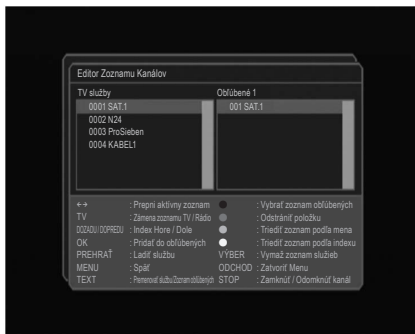 Editor Zoznamu Kanálov
TV služby
Obľúbené 1
0001 SAT.1
001 SAT.1
0002 N24
0003 ProSieben
0004 KABEL1
←→ : Prepni aktívny zoznam : Vybrať zoznam obľúbených
TV : Zámena zoznamu TV / Rádio : Odstrániť položku
DOZADU / DOPREDU : Index Hore / Dole : Triediť zoznam podľa mena
OK : Pridať do obľúbených : Triediť zoznam podľa indexu
PREHRAŤ : Ladiť službu VÝBER : Vymaž zoznam služieb
MENU : Späť ODCHOD : Zatvoriť Menu
TEXT : Premenovať službu/Zoznam obľúbených STOP : Zamknúť / Odomknúť kanál